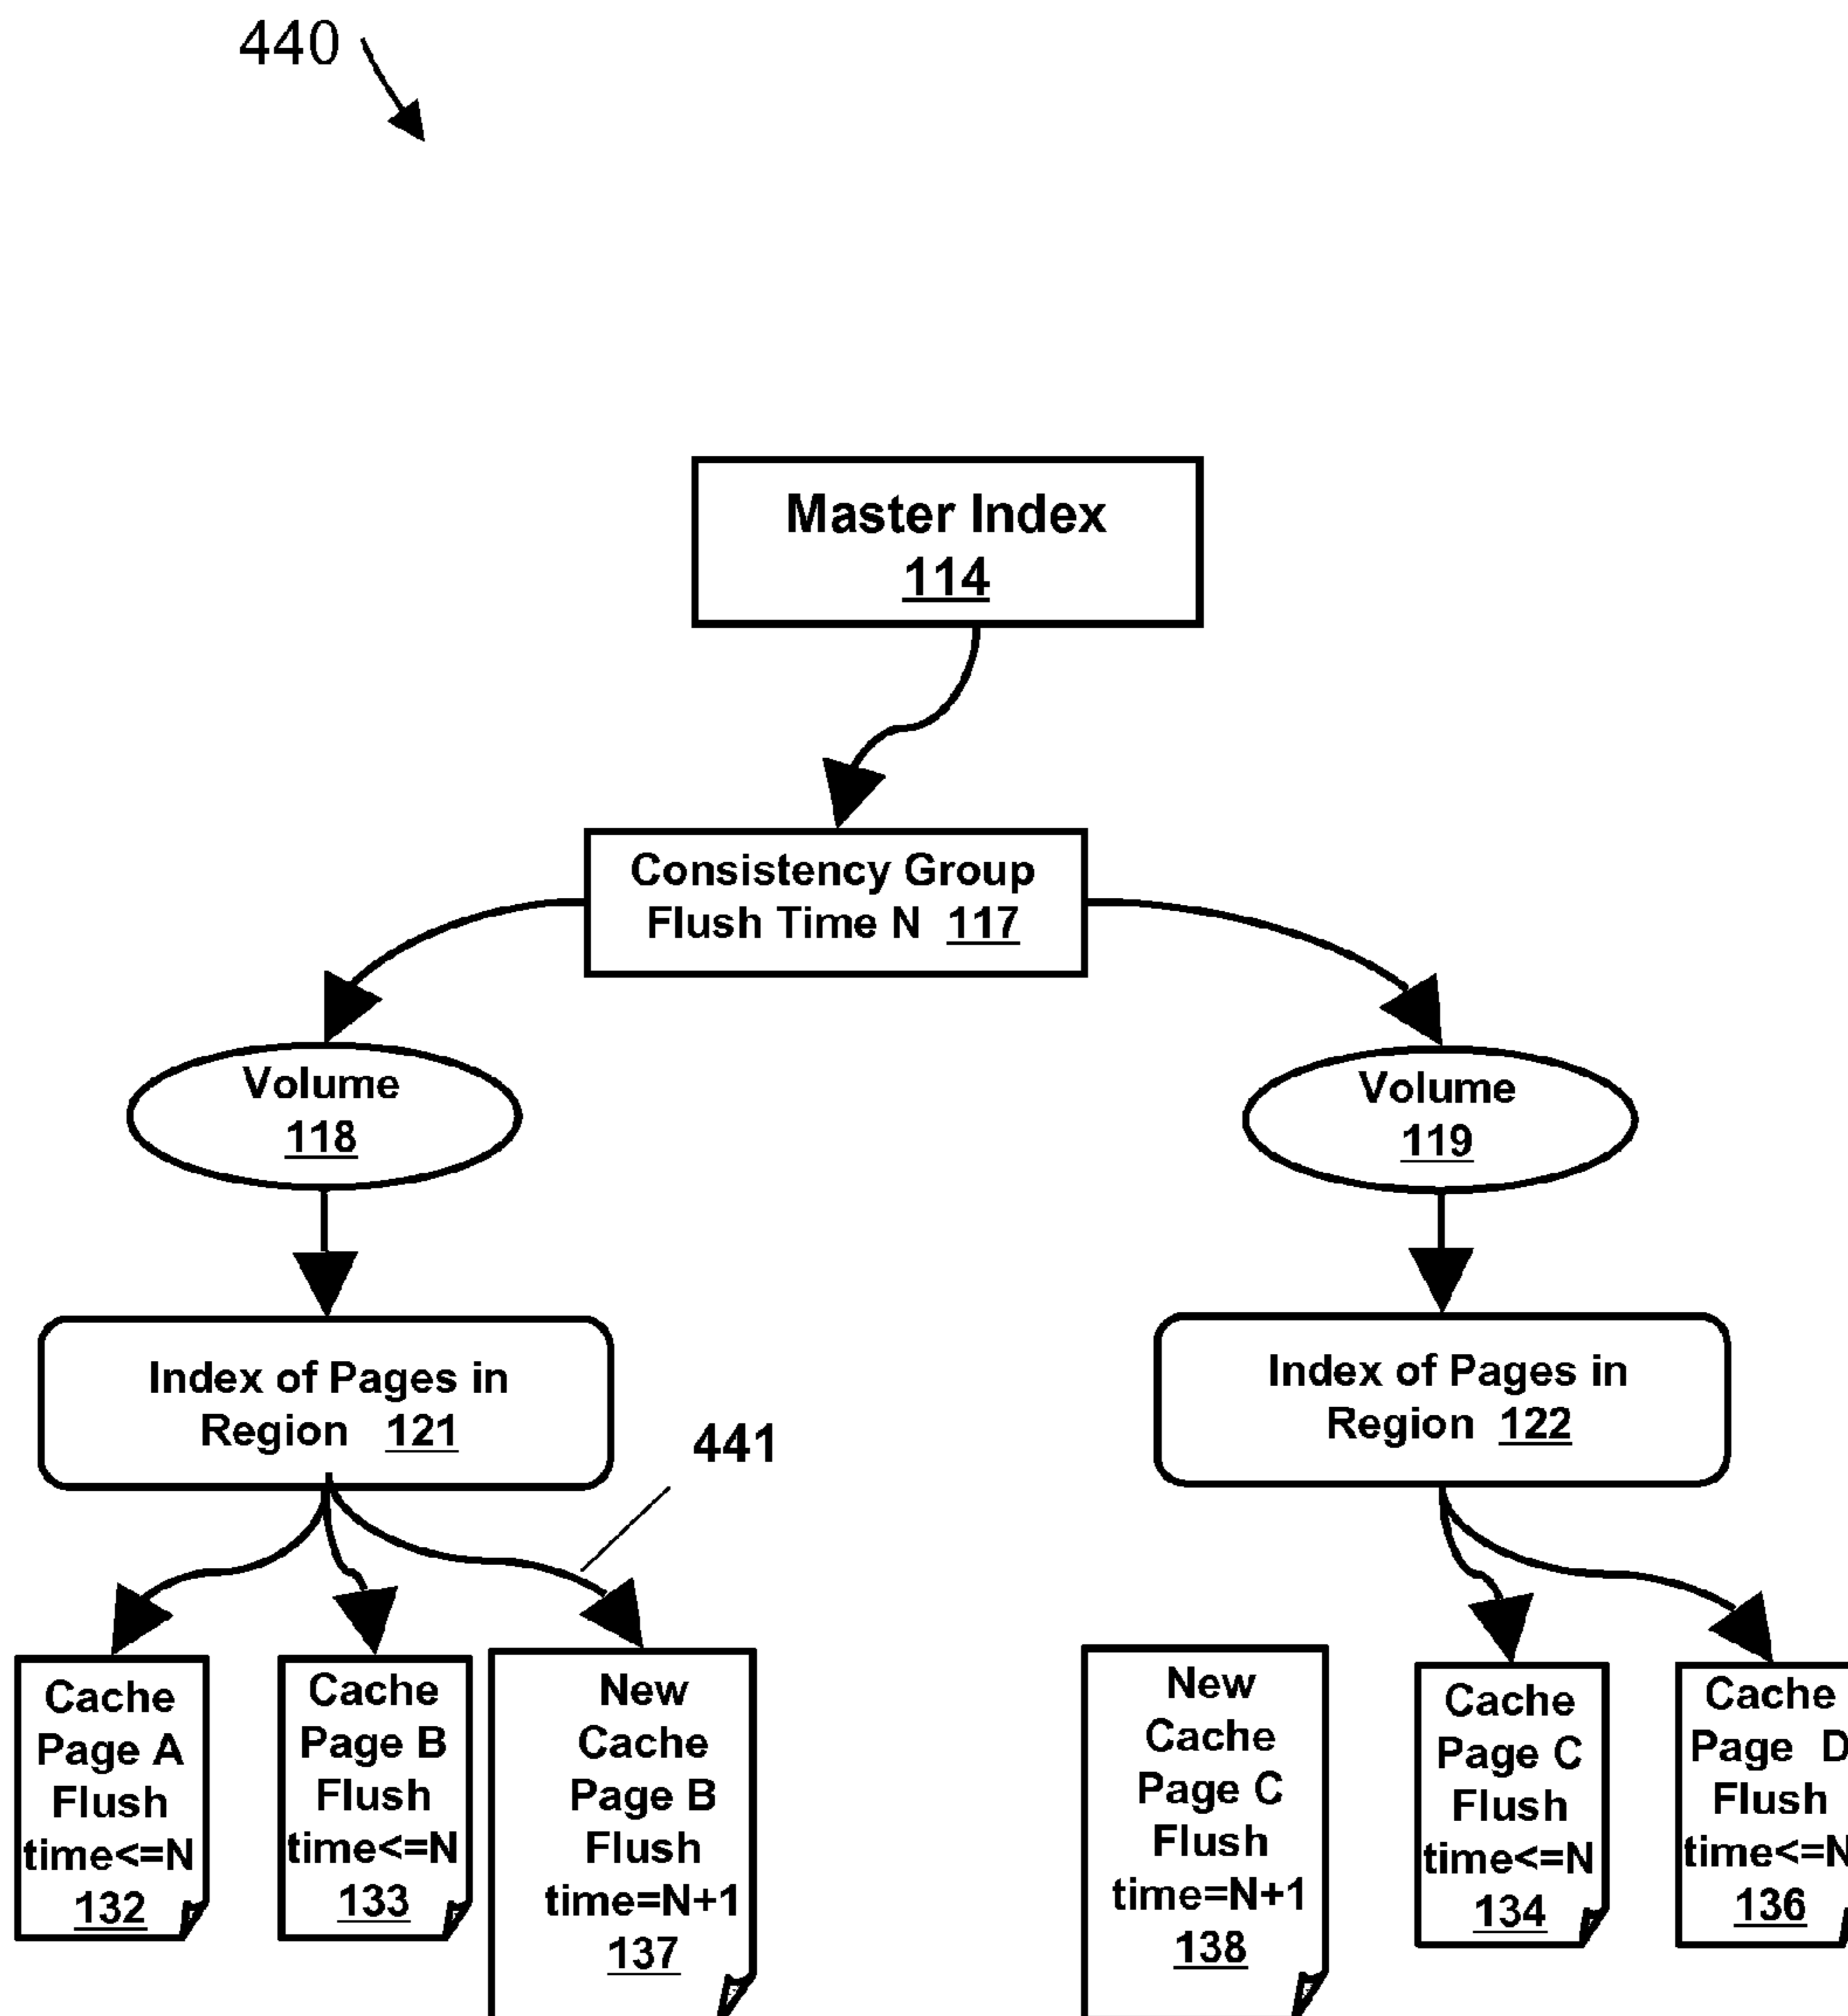 440
Master Index
114
Consistency Group
Flush Time N 117
Volume
118
Volume
119
Index of Pages in
Region 121
Index of Pages in
Region 122
441
Cache
Page A
Flush
time<=N
132
Cache
Page B
Flush
time<=N
133
New
Cache
Page B
Flush
time=N+1
137
New
Cache
Page C
Flush
time=N+1
138
Cache
Page C
Flush
time<=N
134
Cache
Page D
Flush
time<=N
136